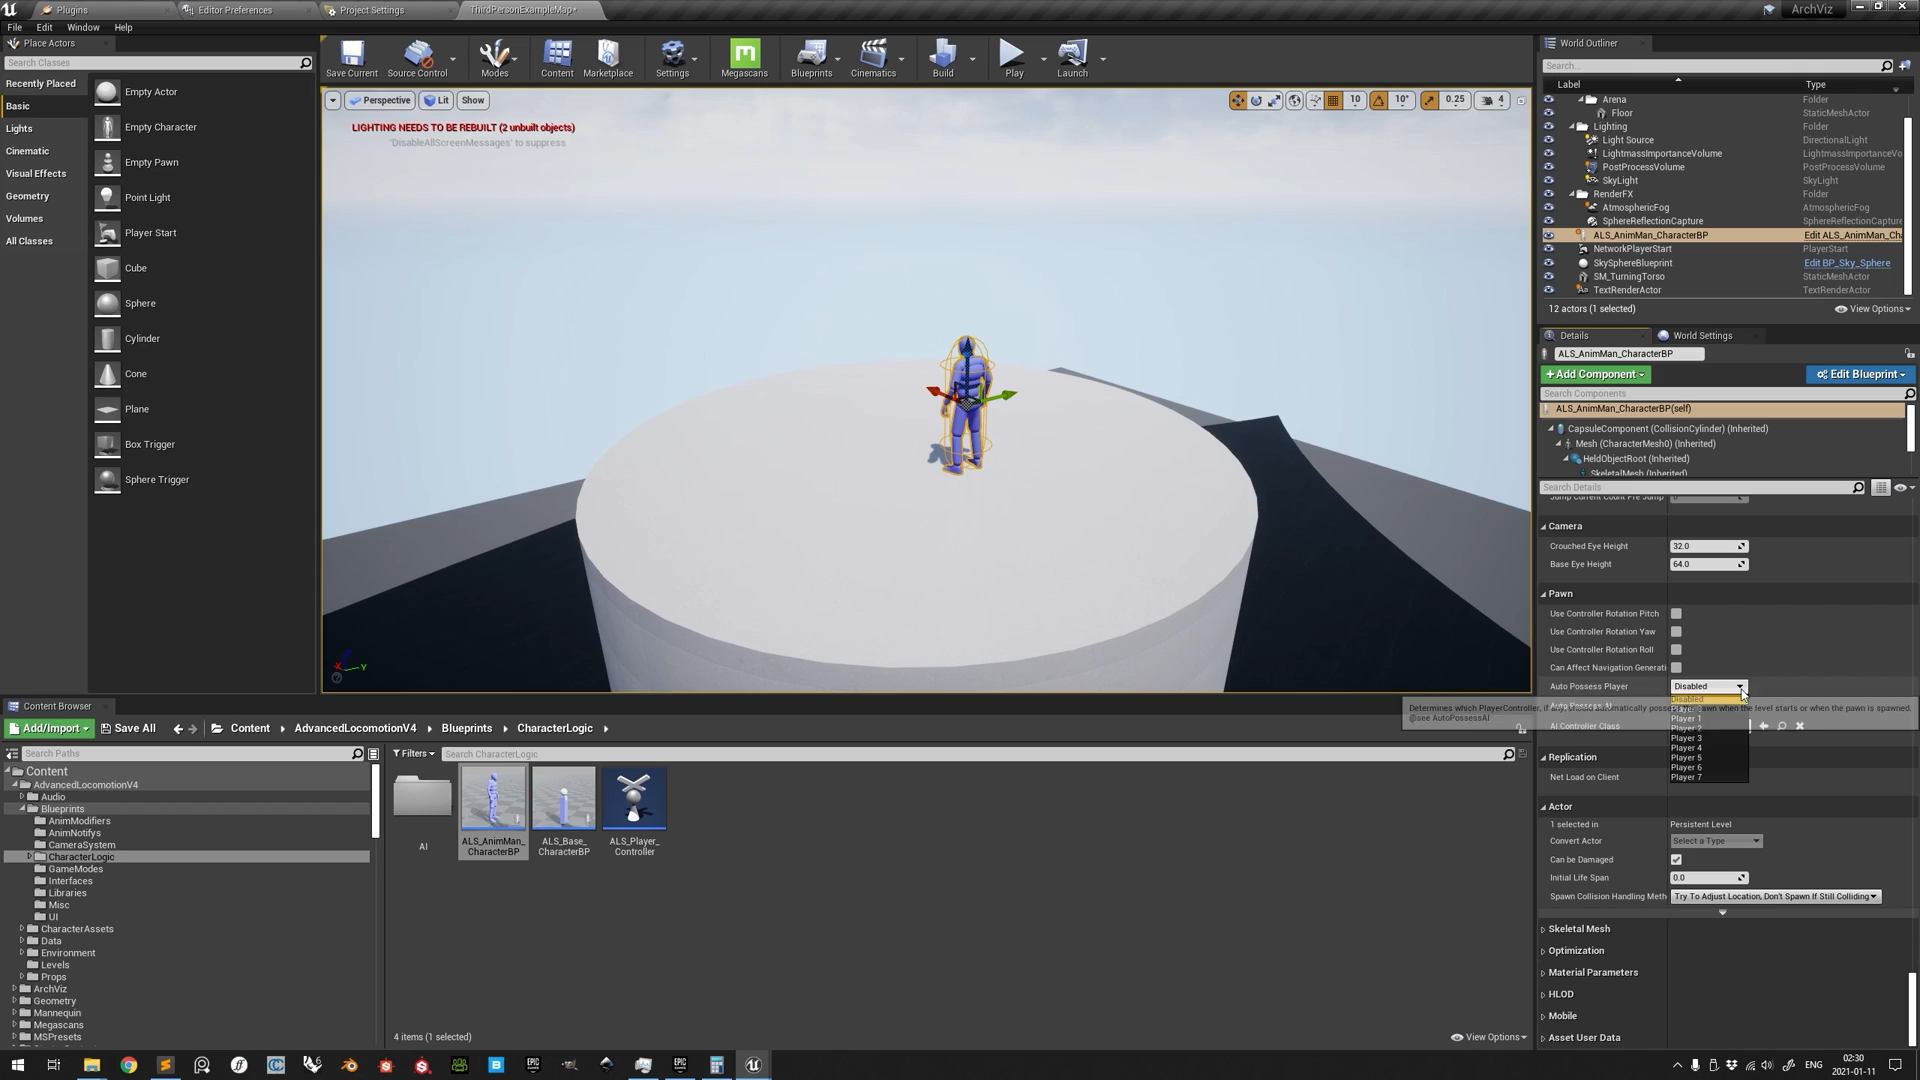 Plugins
Editor Preferences
Project Settings
ThirdPersonExampleMap*
ArchViz
File Edit Window Help
Place Actors
Search Classes
Recently Placed
Basic
Lights
Cinematic
Visual Effects
Geometry
Volumes
All Classes
Empty Actor
Empty Character
Empty Pawn
Point Light
Player Start
Cube
Sphere
Cylinder
Cone
Plane
Box Trigger
Sphere Trigger
Save Current
Source Control
Modes
Content
Marketplace
Settings
Megascans
Blueprints
Cinematics
Build
Play
Launch
Perspective
Lit
Show
10
10°
0.25
4
LIGHTING NEEDS TO BE REBUILT (2 unbuilt objects)
'DisableAllScreenMessages' to suppress
X
Y
World Outliner
Search...
Label Type
Arena Folder
Floor StaticMeshActor
Lighting Folder
Light Source DirectionalLight
LightmassImportanceVolume LightmassImportanceVo
PostProcessVolume PostProcessVolume
SkyLight SkyLight
RenderFX Folder
AtmosphericFog AtmosphericFog
SphereReflectionCapture SphereReflectionCapture
ALS_AnimMan_CharacterBP Edit ALS_AnimMan_Cha
NetworkPlayerStart PlayerStart
SkySphereBlueprint Edit BP_Sky_Sphere
SM_TurningTorso StaticMeshActor
TextRenderActor TextRenderActor
12 actors (1 selected)
View Options
Details
World Settings
ALS_AnimMan_CharacterBP
+Add Component
Edit Blueprint
Search Components
ALS_AnimMan_CharacterBP(self)
CapsuleComponent (CollisionCylinder) (Inherited)
Mesh (CharacterMesh0) (Inherited)
HeldObjectRoot (Inherited)
SkeletalMesh (Inherited)
Search Details
Jump Current Count Pre Jump
Camera
Crouched Eye Height 32.0
Base Eye Height 64.0
Pawn
Use Controller Rotation Pitch
Use Controller Rotation Yaw
Use Controller Rotation Roll
Can Affect Navigation Generati
Auto Possess Player Disabled
Disabled
Auto Possess AI
Player 1
Player 2
Player 3
Player 4
Player 5
Player 6
Player 7
Determines which PlayerController, if any, should automatically possess the pawn when the level starts or when the pawn is spawned.
@see AutoPossessAI
AI Controller Class
Replication
Net Load on Client
Actor
1 selected in Persistent Level
Convert Actor Select a Type
Can be Damaged
Initial Life Span 0.0
Spawn Collision Handling Meth Try To Adjust Location, Don't Spawn If Still Colliding
Skeletal Mesh
Optimization
Material Parameters
HLOD
Mobile
Asset User Data
Content Browser
Add/Import
Save All
Content
AdvancedLocomotionV4
Blueprints
CharacterLogic
Search Paths
Filters
Search CharacterLogic
Content
AdvancedLocomotionV4
Audio
Blueprints
AnimModifiers
AnimNotifys
CameraSystem
CharacterLogic
GameModes
Interfaces
Libraries
Misc
UI
CharacterAssets
Data
Environment
Levels
Props
ArchViz
Geometry
Mannequin
Megascans
MSPresets
AI
ALS_AnimMan_
CharacterBP
ALS_Base_
CharacterBP
ALS_Player_
Controller
4 items (1 selected)
View Options
ENG
02:30
2021-01-11